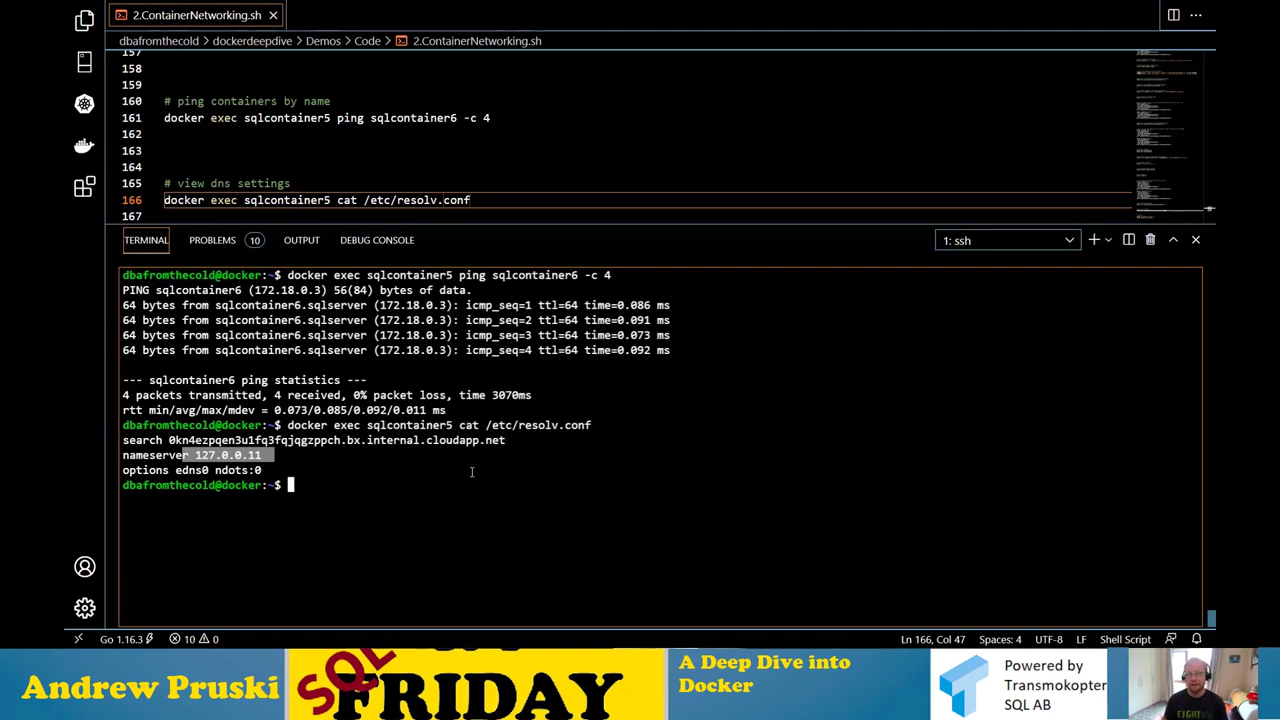 2.ContainerNetworking.sh
dbafromthecold > dockerdeepdive > Demos > Code > 2.ContainerNetworking.sh
157
158
159
160 # ping containers by name
161 docker exec sqlcontainer5 ping sqlcontainer6 -c 4
162
163
164
165 # view dns settings
166 docker exec sqlcontainer5 cat /etc/resolv.conf
167
TERMINAL PROBLEMS 10 OUTPUT DEBUG CONSOLE 1: ssh
dbafromthecold@docker:~$ docker exec sqlcontainer5 ping sqlcontainer6 -c 4
PING sqlcontainer6 (172.18.0.3) 56(84) bytes of data.
64 bytes from sqlcontainer6.sqlserver (172.18.0.3): icmp_seq=1 ttl=64 time=0.086 ms
64 bytes from sqlcontainer6.sqlserver (172.18.0.3): icmp_seq=2 ttl=64 time=0.091 ms
64 bytes from sqlcontainer6.sqlserver (172.18.0.3): icmp_seq=3 ttl=64 time=0.073 ms
64 bytes from sqlcontainer6.sqlserver (172.18.0.3): icmp_seq=4 ttl=64 time=0.092 ms
--- sqlcontainer6 ping statistics ---
4 packets transmitted, 4 received, 0% packet loss, time 3070ms
rtt min/avg/max/mdev = 0.073/0.085/0.092/0.011 ms
dbafromthecold@docker:~$ docker exec sqlcontainer5 cat /etc/resolv.conf
search 0kn4ezpqen3u1fq3fqjqgzppch.bx.internal.cloudapp.net
nameserver 127.0.0.11
options edns0 ndots:0
dbafromthecold@docker:~$
Go 1.16.3 10 0 Ln 166, Col 47 Spaces: 4 UTF-8 LF Shell Script
Andrew Pruski
SQL
FRIDAY
A Deep Dive into
Docker
Powered by
Transmokopter
SQL AB